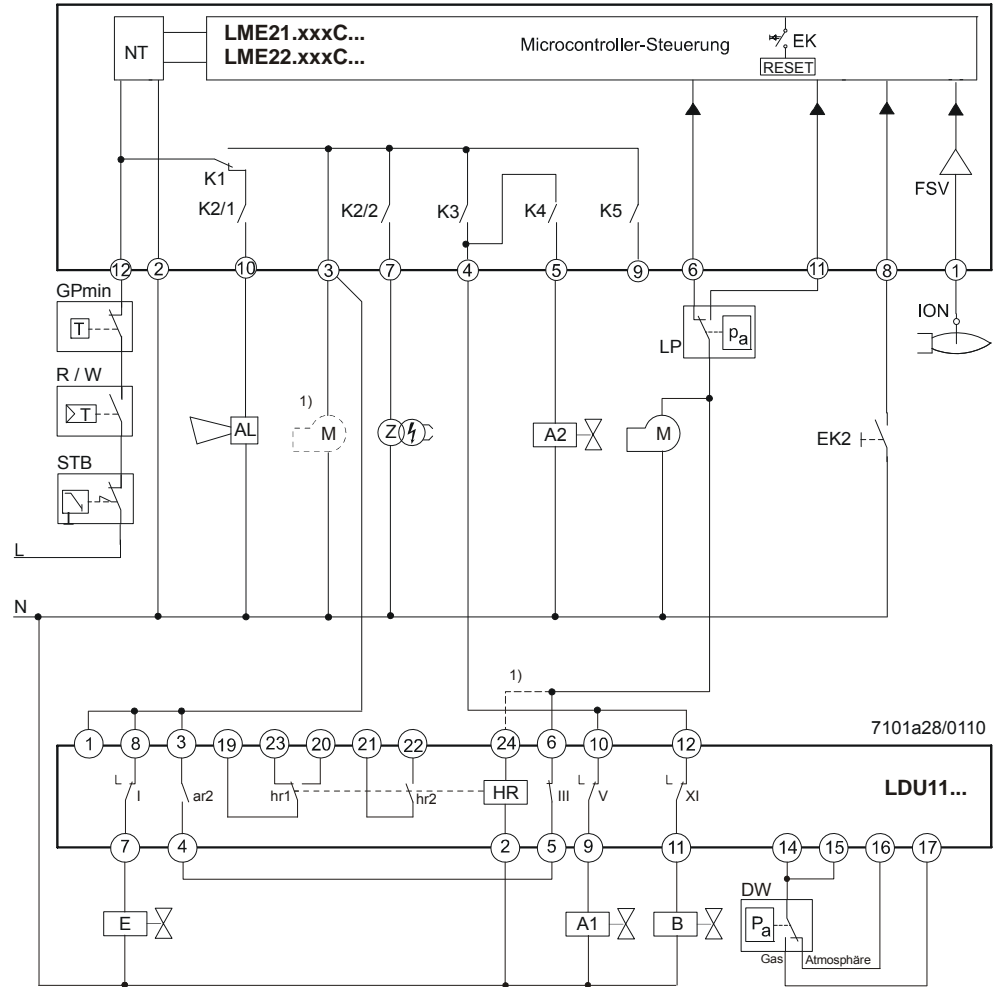 NT
LME21.xxxC...
LME22.xxxC...
Microcontroller-Steuerung
EK
RESET
FSV
K1
K2/1
K2/2
K3
K4
K5
12
2
10
3
7
4
5
9
6
11
8
1
GPmin
T
R / W
T
STB
L
AL
1)
M
Z
A2
LP
pa
M
ION
EK2
N
1)
7101a28/0110
1
8
3
19
23
20
21
22
24
6
10
12
L
I
ar2
hr1
hr2
HR
III
L
V
L
XI
LDU11...
7
4
2
5
9
11
14
15
16
17
E
A1
B
DW
Pa
Gas
Atmosphäre